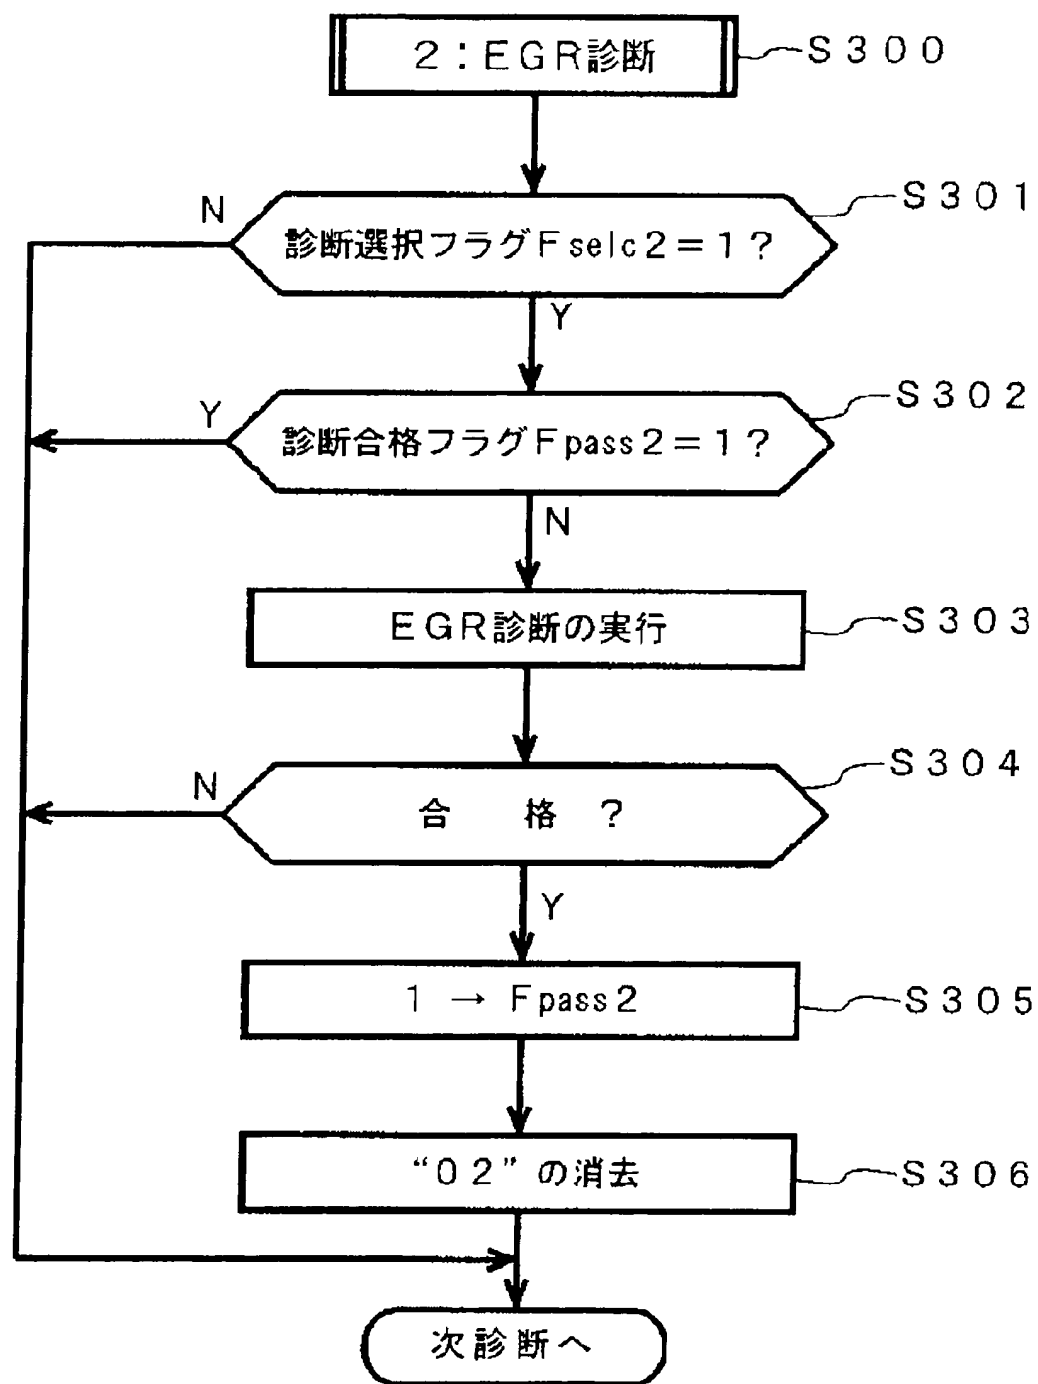 2：EGR診断
S300
S301
N
診断選択フラグFselc2＝1？
Y
S302
Y
診断合格フラグFpass2＝1？
N
EGR診断の実行
S303
S304
N
合　格　？
Y
1 → Fpass2
S305
“02”の消去
S306
次診断へ